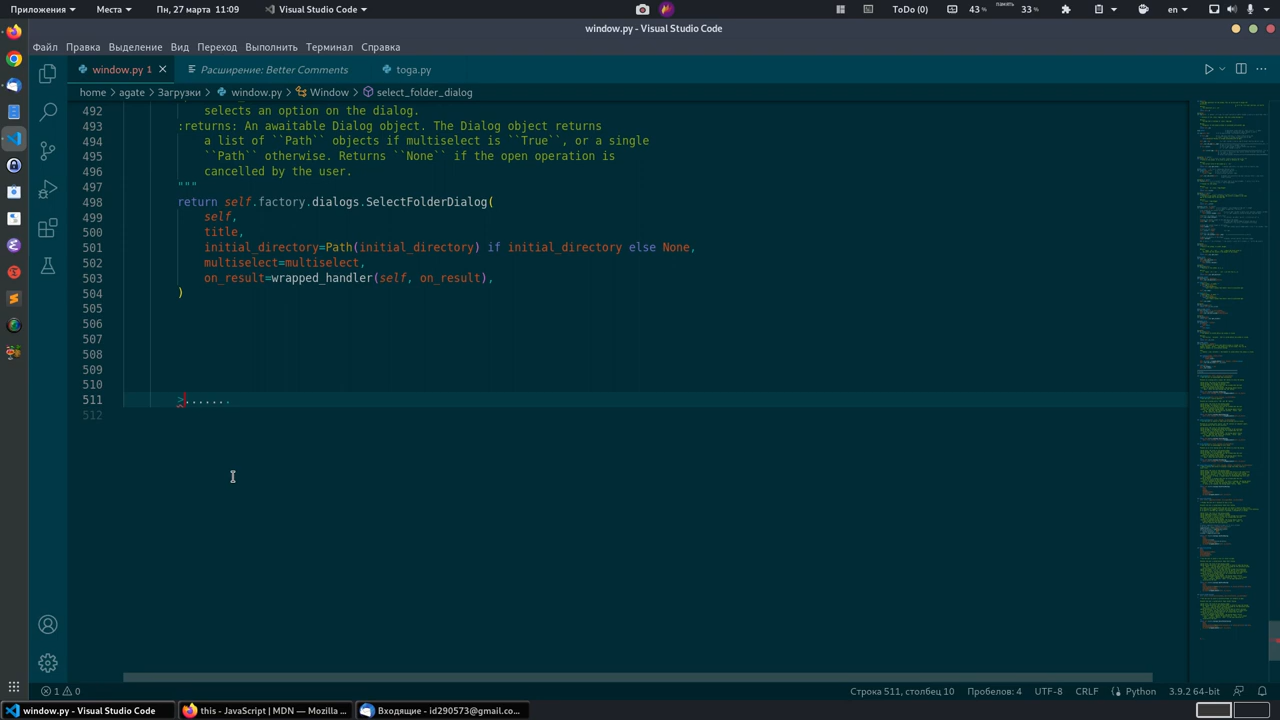 Приложения Места Пн, 27 марта 11:09 Visual Studio Code ToDo (0) 43 % память 33 % en
window.py - Visual Studio Code
Файл Правка Выделение Вид Переход Выполнить Терминал Справка
window.py 1 Расширение: Better Comments toga.py
home > agate > Загрузки > window.py > Window > select_folder_dialog
492 selects an option on the dialog.
493 :returns: An awaitable Dialog object. The Dialog object returns
494 a list of ``Path`` objects if multiselect is ``True``, or a single
495 ``Path`` otherwise. Returns ``None`` if the open operation is
496 cancelled by the user.
497 """
498 return self.factory.dialogs.SelectFolderDialog(
499 self,
500 title,
501 initial_directory=Path(initial_directory) if initial_directory else None,
502 multiselect=multiselect,
503 on_result=wrapped_handler(self, on_result),
504 )
505
506
507
508
509
510
511 >.......
512
1 0 Строка 511, столбец 10 Пробелов: 4 UTF-8 CRLF Python 3.9.2 64-bit
window.py - Visual Studio Code this - JavaScript | MDN — Mozilla ... Входящие - id290573@gmail.co...